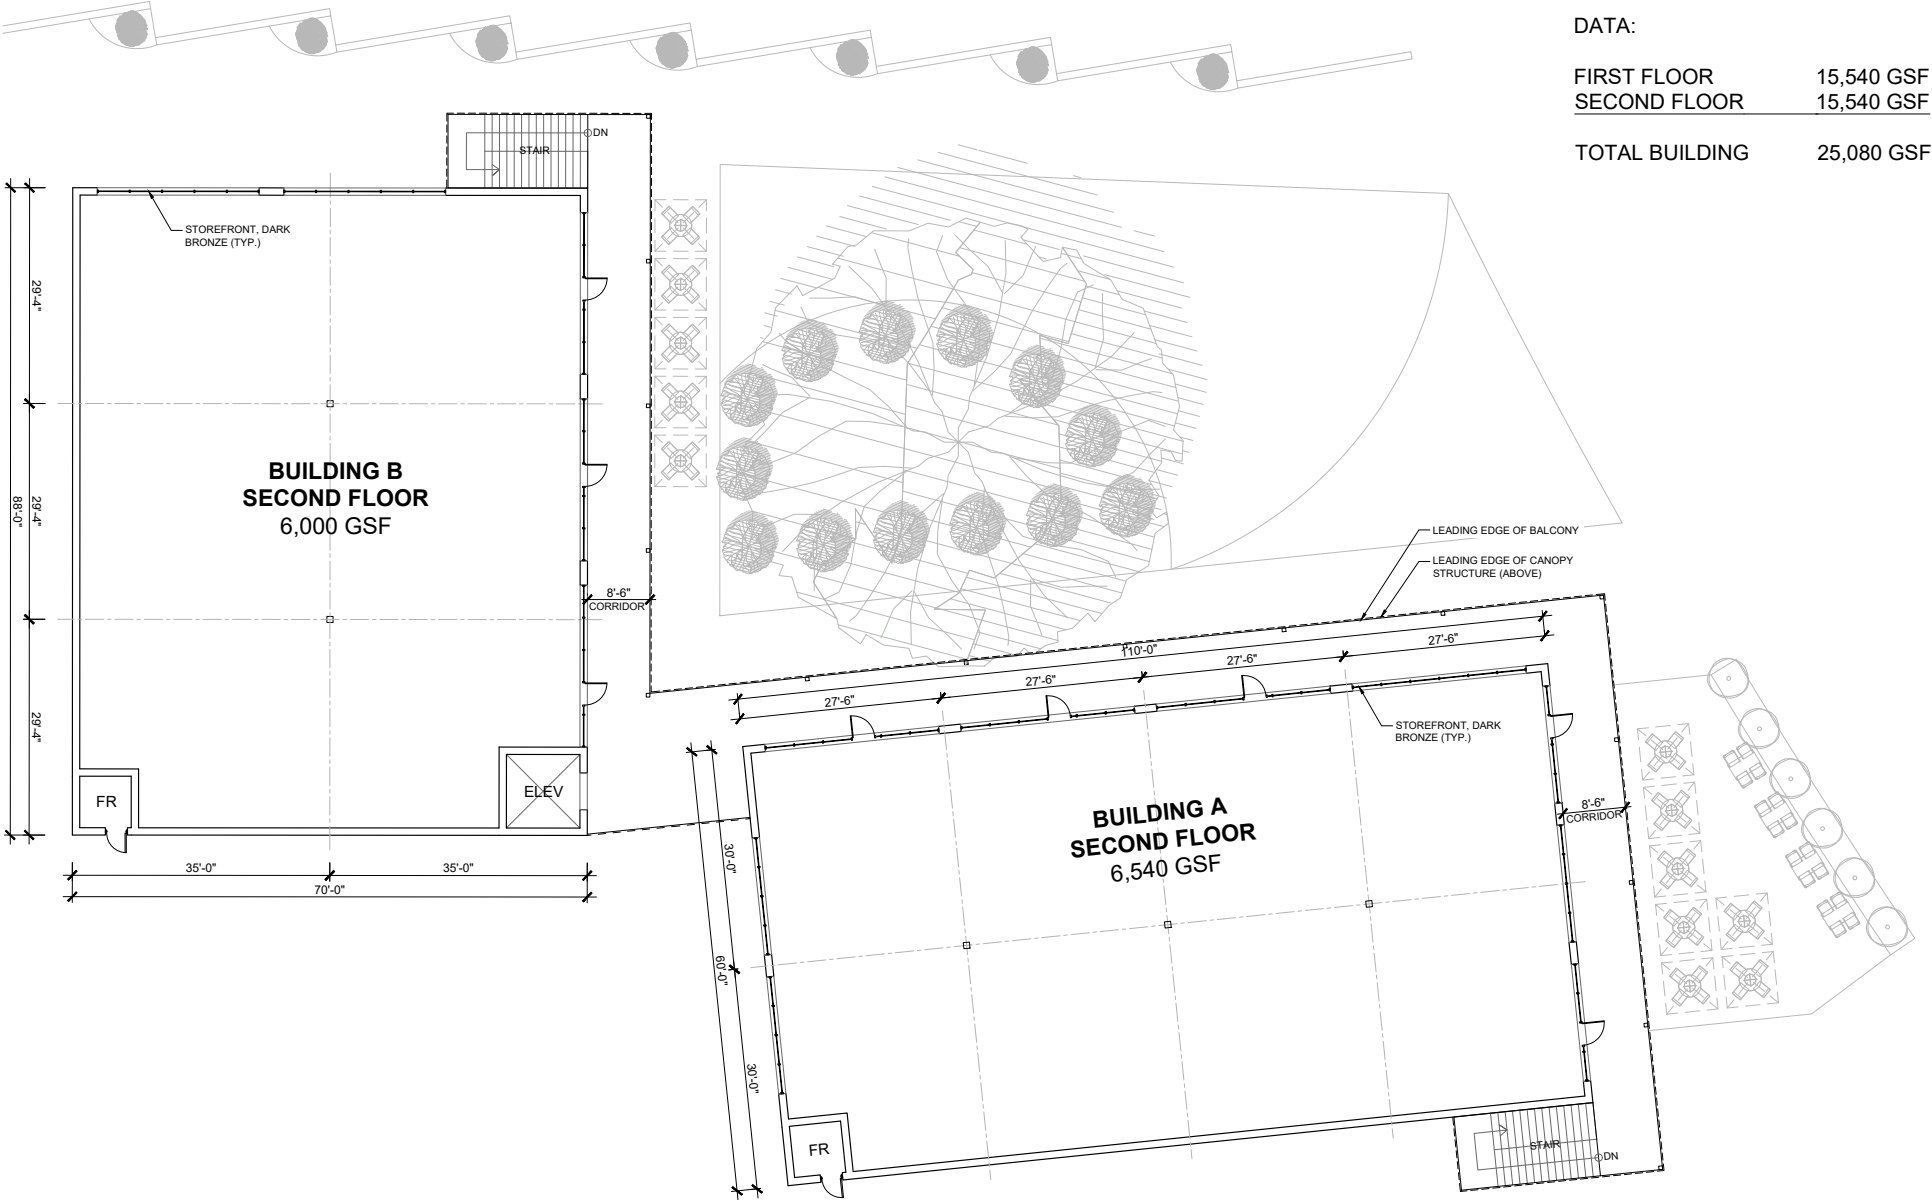 DATA:
FIRST FLOOR 15,540 GSF
SECOND FLOOR 15,540 GSF
TOTAL BUILDING 25,080 GSF
DN
STAIR
STOREFRONT, DARK
BRONZE (TYP.)
29'-4"
29'-4"
88'-0"
29'-4"
BUILDING B
SECOND FLOOR
6,000 GSF
8'-6"
CORRIDOR
FR
ELEV
35'-0"
35'-0"
70'-0"
LEADING EDGE OF BALCONY
LEADING EDGE OF CANOPY
STRUCTURE (ABOVE)
110'-0"
27'-6"
27'-6"
27'-6"
27'-6"
STOREFRONT, DARK
BRONZE (TYP.)
BUILDING A
SECOND FLOOR
6,540 GSF
8'-6"
CORRIDOR
30'-0"
60'-0"
30'-0"
FR
STAIR
DN